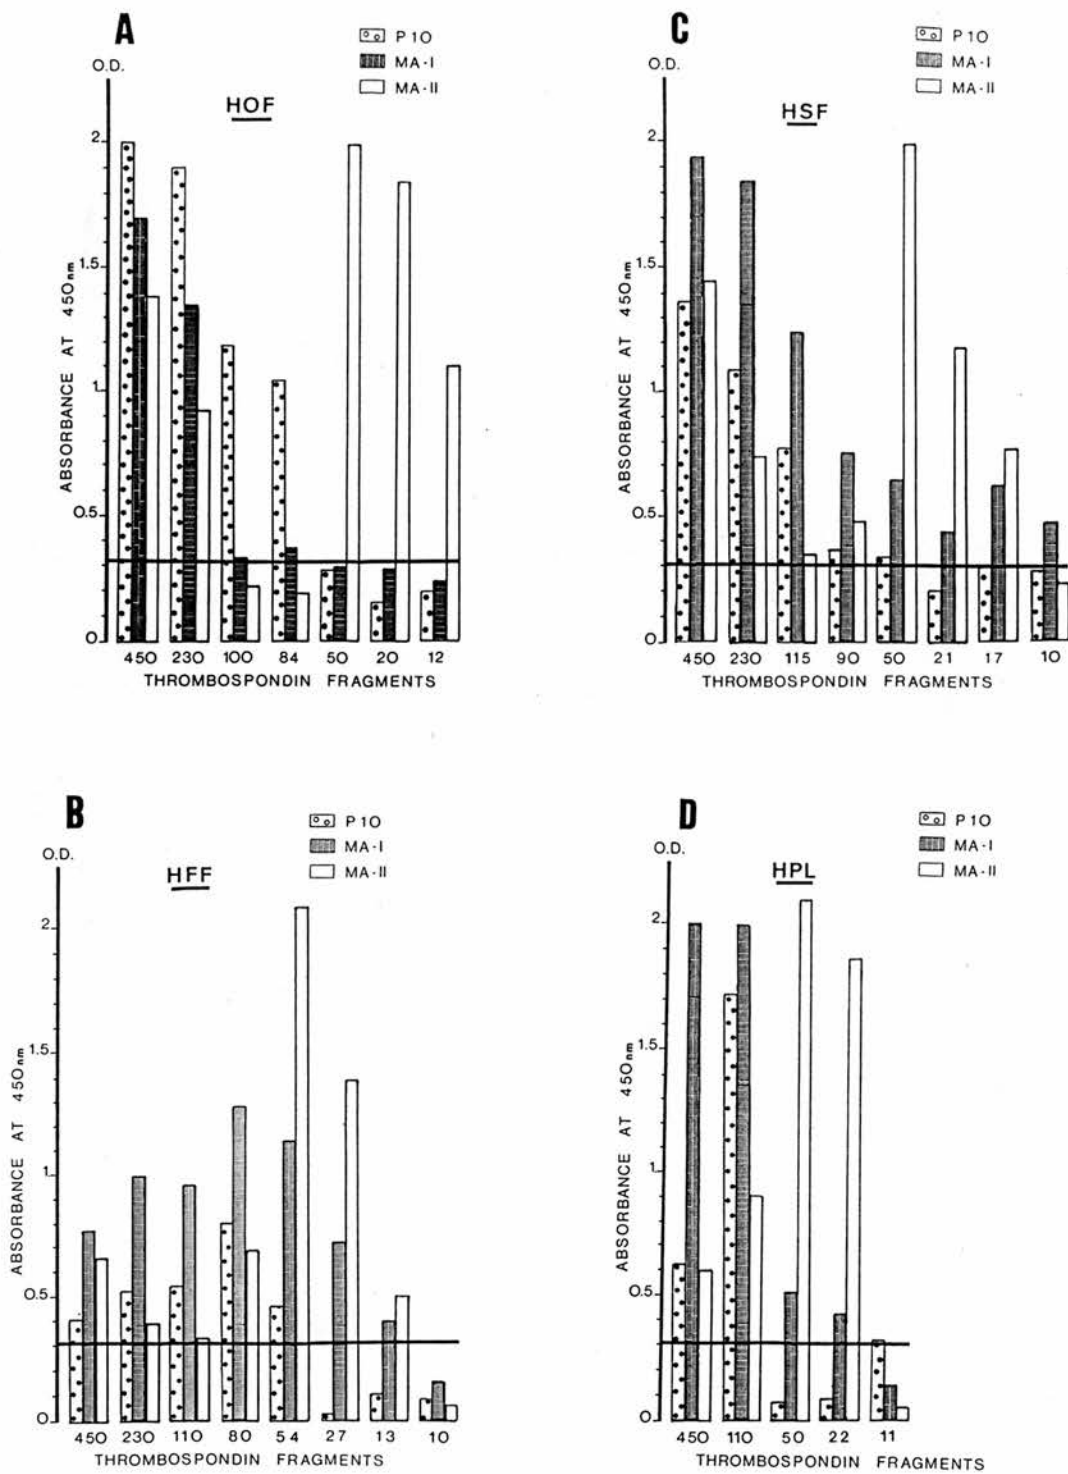 A
P10
MA-I
MA-II
O.D.
HOF
2
1.5
1
0.5
0
ABSORBANCE AT 450nm
450 230 100 84 50 20 12
THROMBOSPONDIN FRAGMENTS
C
P10
MA-I
MA-II
O.D.
HSF
2
1.5
1
0.5
0
ABSORBANCE AT 450nm
450 230 115 90 50 21 17 10
THROMBOSPONDIN FRAGMENTS
B
P10
MA-I
MA-II
O.D.
HFF
2
1.5
1
0.5
0
ABSORBANCE AT 450nm
450 230 110 80 54 27 13 10
THROMBOSPONDIN FRAGMENTS
D
P10
MA-I
MA-II
O.D.
HPL
2
1.5
1
0.5
0
ABSORBANCE AT 450nm
450 110 50 22 11
THROMBOSPONDIN FRAGMENTS